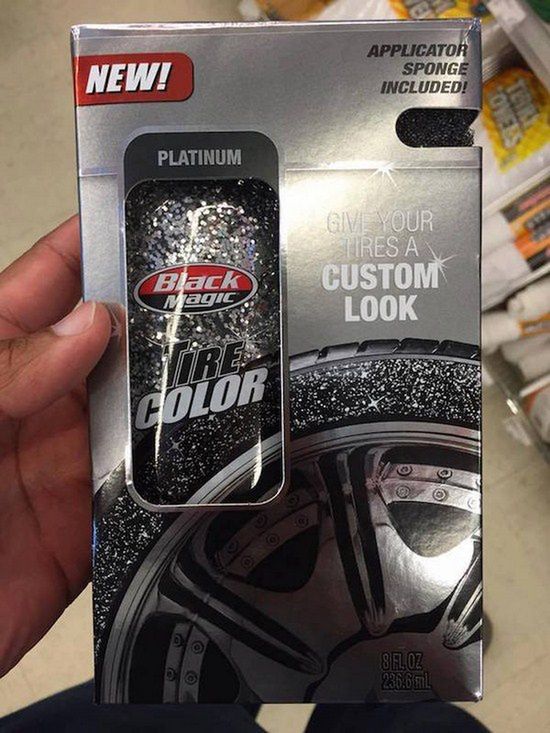 NEW!
APPLICATOR
SPONGE
INCLUDED!
PLATINUM
GIVE YOUR
TIRES A
CUSTOM
LOOK
Black
MAGIC
TIRE
COLOR
8 FL OZ
236.6 mL